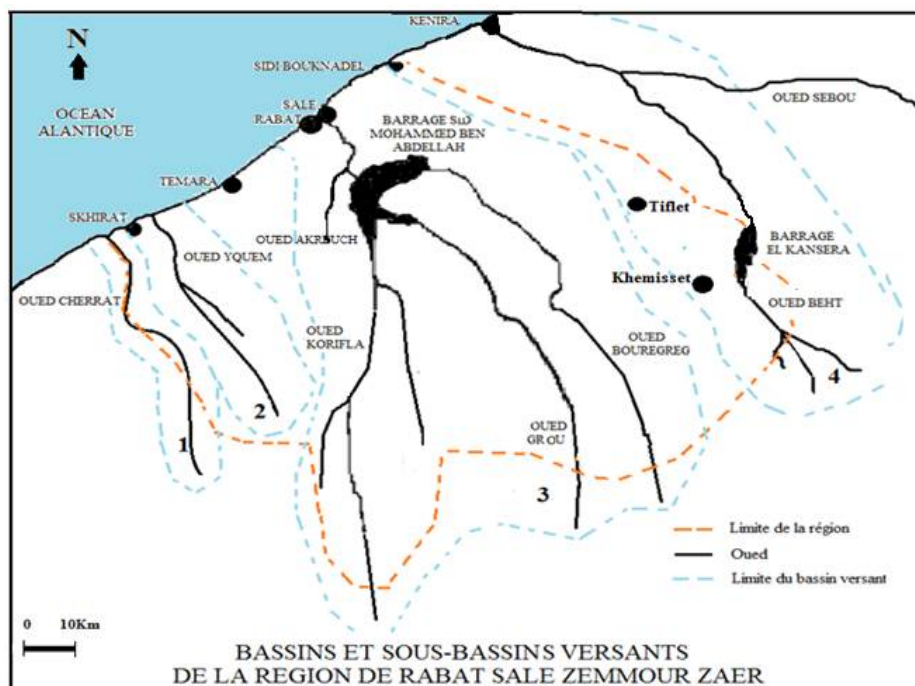 KENIRA
N
SIDI BOUKNADEL
OUED SEBOU
OCEAN
ALANTIQUE
SALE
RABAT
BARRAGE SID
MOHAMMED BEN
ABDELLAH
TEMARA
SKHIRAT
Tiflet
OUED AKREUCH
OUED YQUEM
BARRAGE
EL KANSERA
Khemisset
OUED CHERRAT
OUED BEHT
OUED
KORIFLA
OUED
BOUREGREG
4
2
1
OUED
GROU
3
Limite de la région
Oued
Limite du bassin versant
0 10Km
BASSINS ET SOUS-BASSINS VERSANTS
DE LA REGION DE RABAT SALE ZEMMOUR ZAER